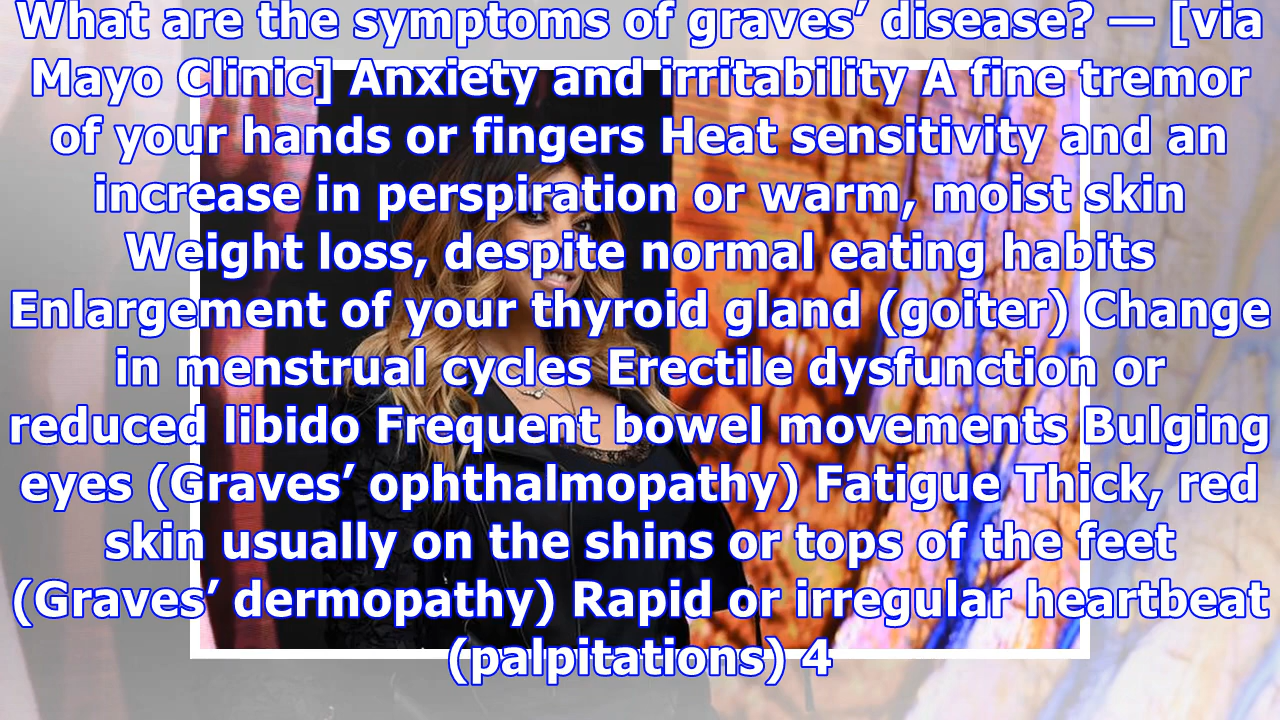 What are the symptoms of graves’ disease? — [via
Mayo Clinic] Anxiety and irritability A fine tremor
of your hands or fingers Heat sensitivity and an
increase in perspiration or warm, moist skin
Weight loss, despite normal eating habits
Enlargement of your thyroid gland (goiter) Change
in menstrual cycles Erectile dysfunction or
reduced libido Frequent bowel movements Bulging
eyes (Graves’ ophthalmopathy) Fatigue Thick, red
skin usually on the shins or tops of the feet
(Graves’ dermopathy) Rapid or irregular heartbeat
(palpitations) 4